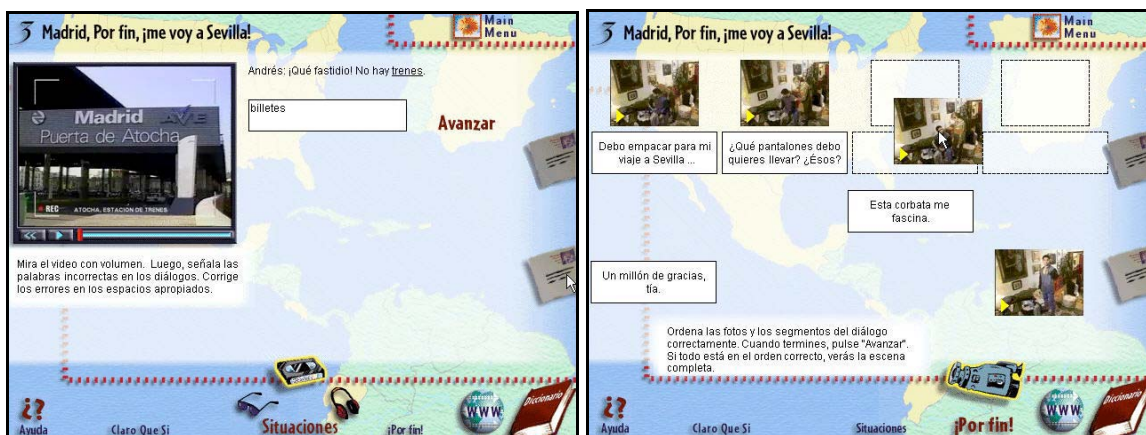 3 Madrid, Por fin, ¡me voy a Sevilla!
Main
Menu
Andrés: ¡Qué fastidio! No hay trenes.
billetes
Avanzar
Madrid AVE
Puerta de Atocha
REC ATOCHA, ESTACION DE TRENES
Mira el video con volumen. Luego, señala las
palabras incorrectas en los diálogos. Corrige
los errores en los espacios apropiados.
¿?
Ayuda
Claro Que Sí
Situaciones
¡Por fin!
WWW
Diccionario
3 Madrid, Por fin, ¡me voy a Sevilla!
Main
Menu
Debo empacar para mi
viaje a Sevilla ...
¿Qué pantalones debo
quieres llevar? ¿Ésos?
Esta corbata me
fascina.
Un millón de gracias,
tía.
Ordena las fotos y los segmentos del diálogo
correctamente. Cuando termines, pulse "Avanzar".
Si todo está en el orden correcto, verás la escena
completa.
¿?
Ayuda
Claro Que Sí
Situaciones
¡Por fin!
WWW
Diccionario